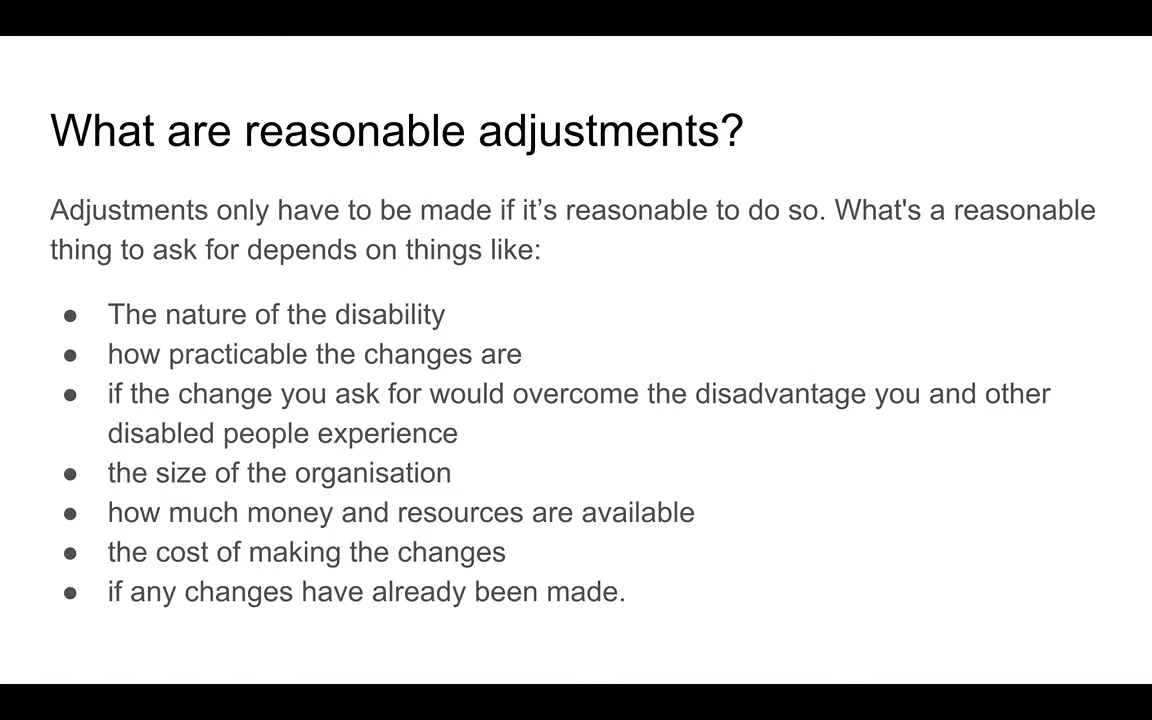 What are reasonable adjustments?
Adjustments only have to be made if it’s reasonable to do so. What's a reasonable
thing to ask for depends on things like:
● The nature of the disability
● how practicable the changes are
● if the change you ask for would overcome the disadvantage you and other
disabled people experience
● the size of the organisation
● how much money and resources are available
● the cost of making the changes
● if any changes have already been made.